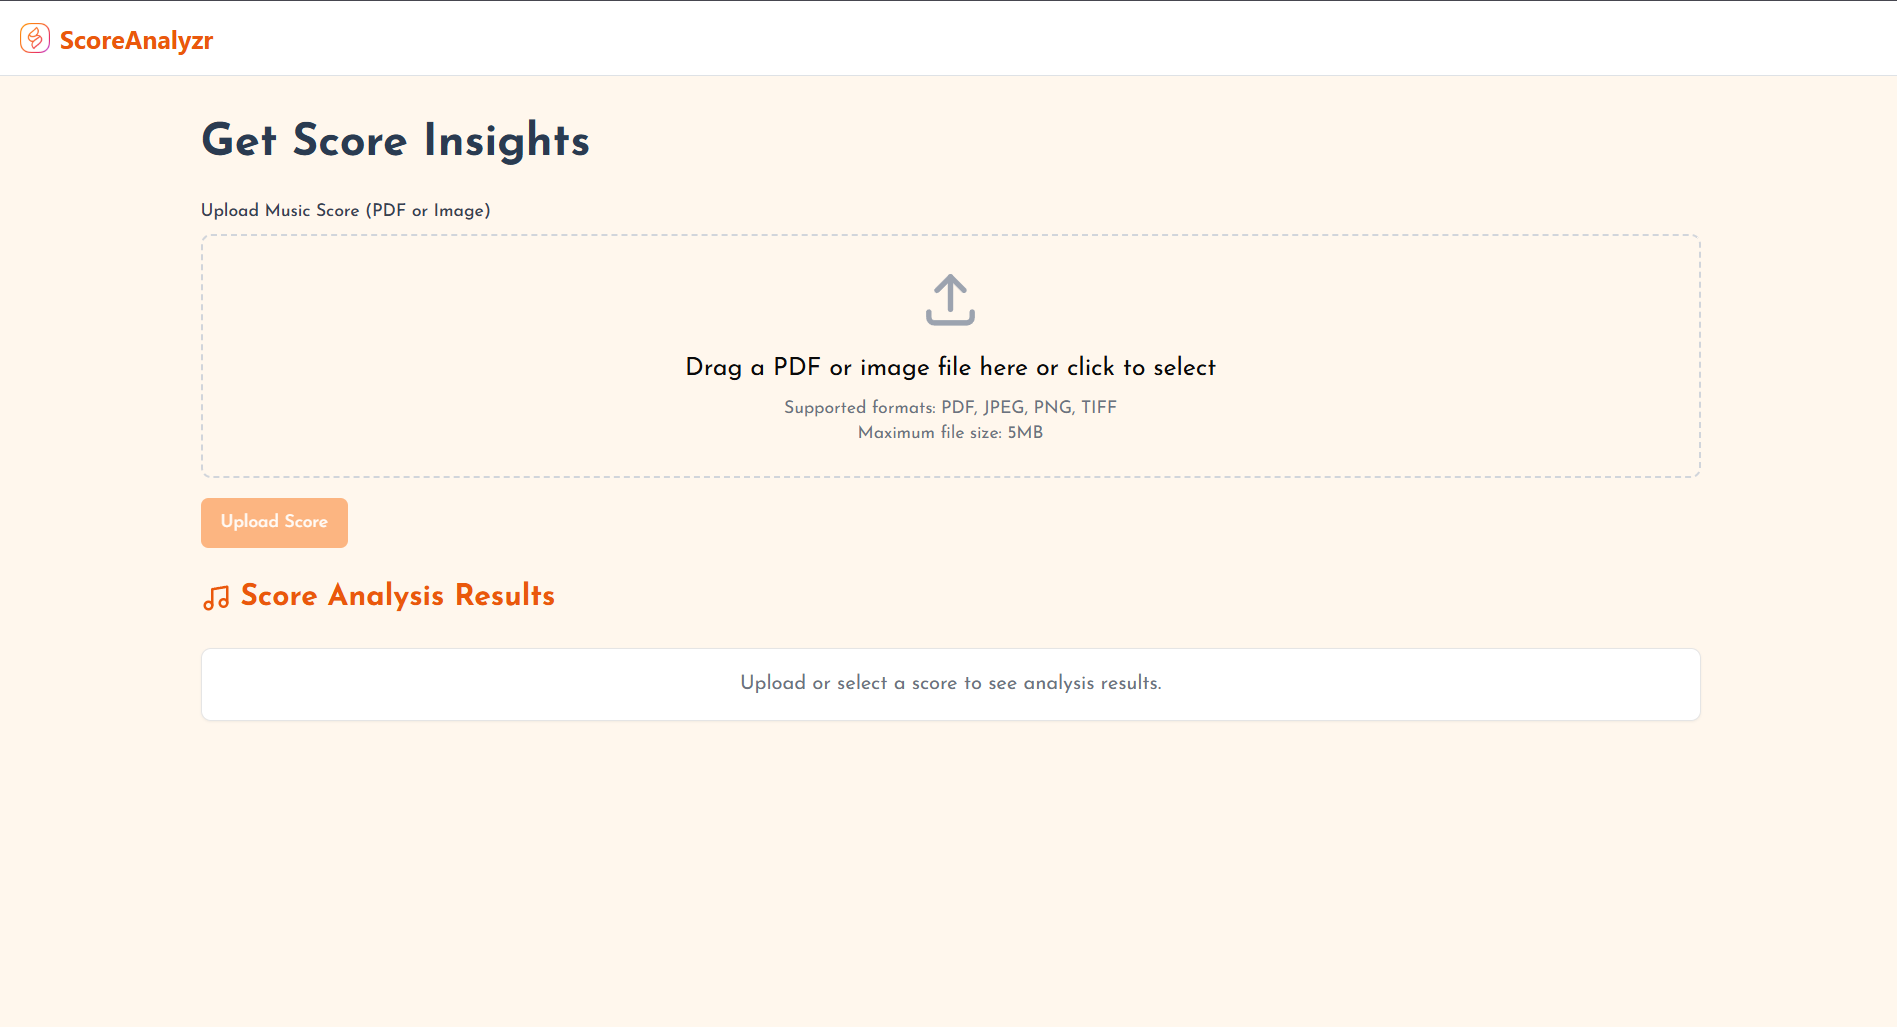 ScoreAnalyzr
Get Score Insights
Upload Music Score (PDF or Image)
Drag a PDF or image file here or click to select
Supported formats: PDF, JPEG, PNG, TIFF
Maximum file size: 5MB
Upload Score
Score Analysis Results
Upload or select a score to see analysis results.